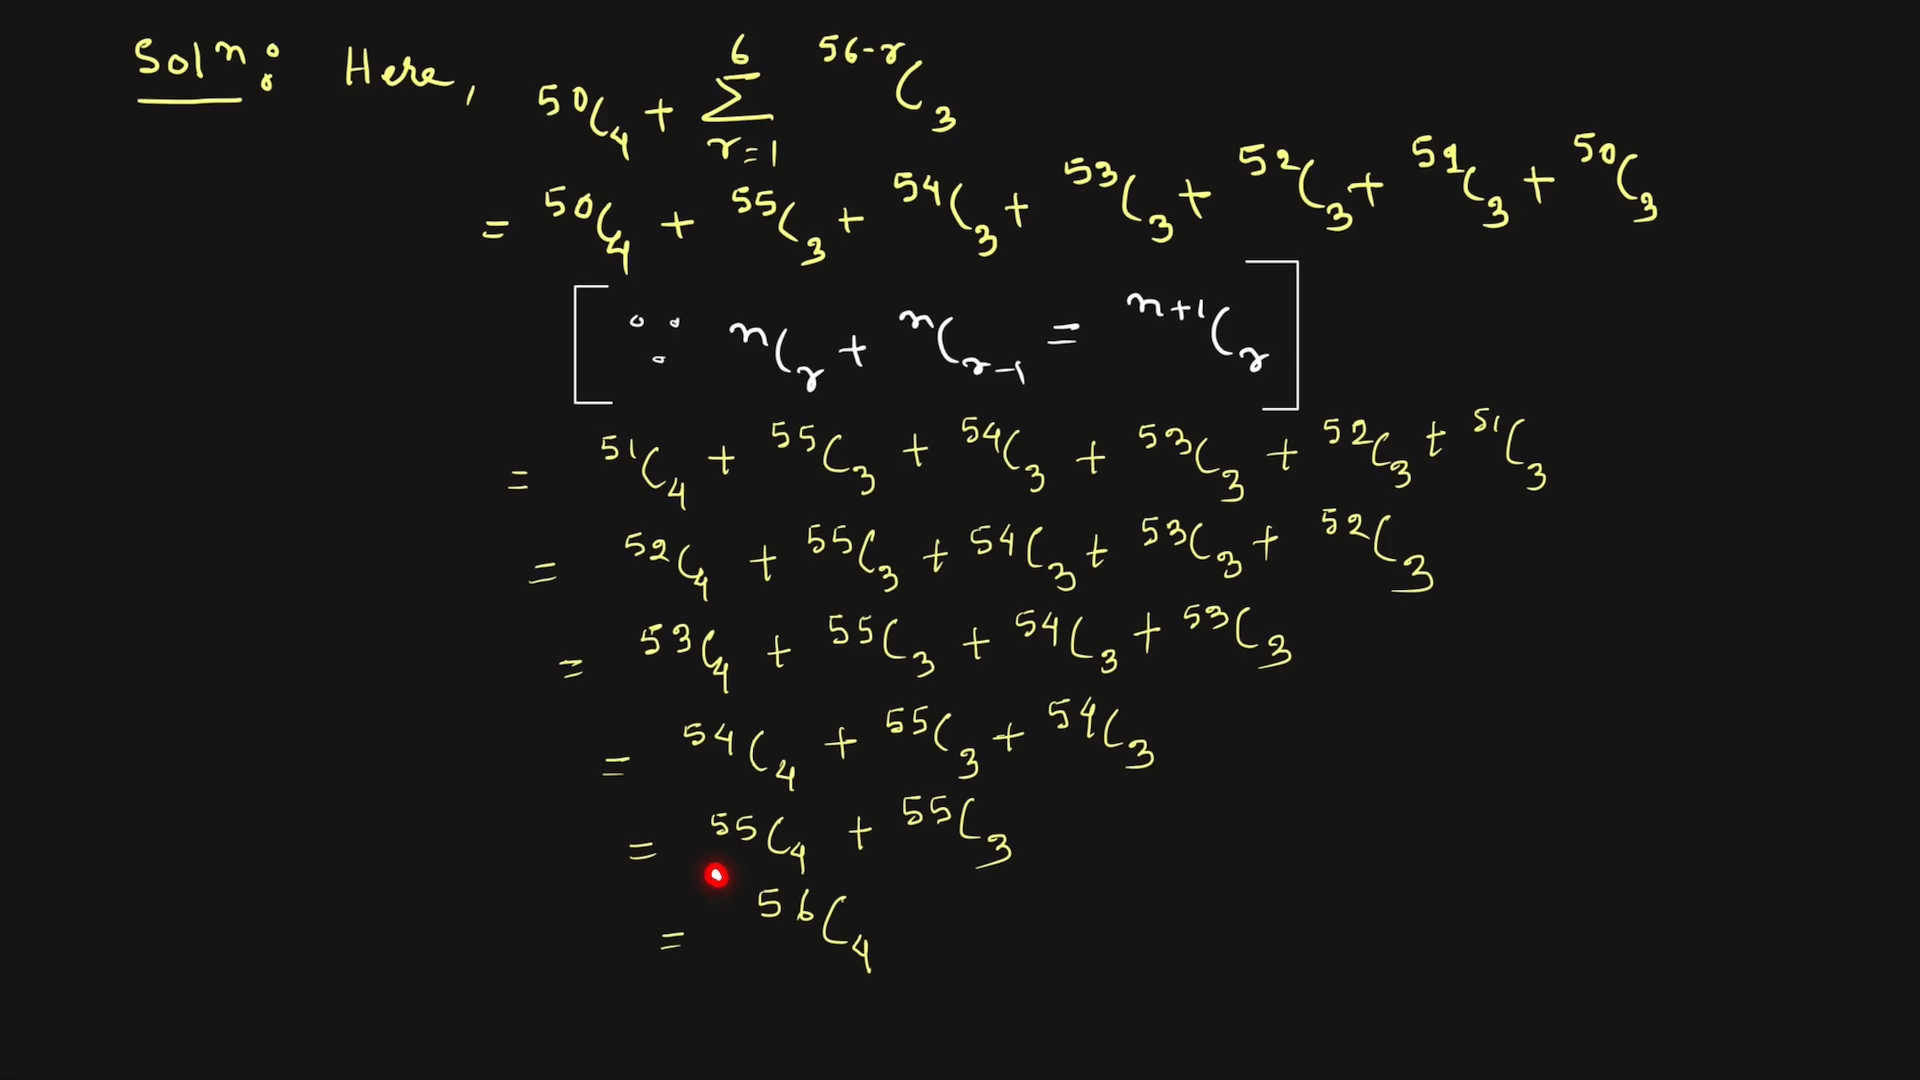 Solⁿ: Here, ⁵⁰C₄ + ∑_{r=1}^{6} ⁵⁶⁻ʳC₃
= ⁵⁰C₄ + ⁵⁵C₃ + ⁵⁴C₃ + ⁵³C₃ + ⁵²C₃ + ⁵¹C₃ + ⁵⁰C₃
[∵ ⁿCᵣ + ⁿCᵣ₋₁ = ⁿ⁺¹Cᵣ]
= ⁵¹C₄ + ⁵⁵C₃ + ⁵⁴C₃ + ⁵³C₃ + ⁵²C₃ + ⁵¹C₃
= ⁵²C₄ + ⁵⁵C₃ + ⁵⁴C₃ + ⁵³C₃ + ⁵²C₃
= ⁵³C₄ + ⁵⁵C₃ + ⁵⁴C₃ + ⁵³C₃
= ⁵⁴C₄ + ⁵⁵C₃ + ⁵⁴C₃
= ⁵⁵C₄ + ⁵⁵C₃
= ⁵⁶C₄